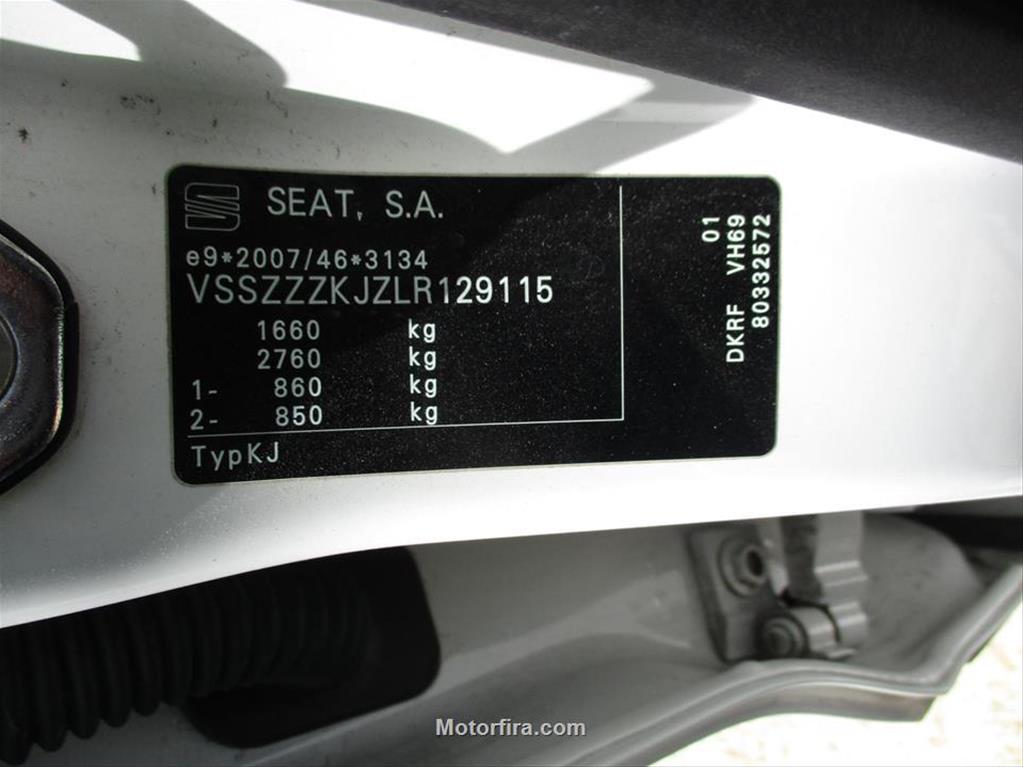 SEAT, S.A.
e9*2007/46*3134
VSSZZZKJZLR129115
1660 kg
2760 kg
1- 860 kg
2- 850 kg
TypKJ
01
DKRF VH69
80332572
Motorfira.com